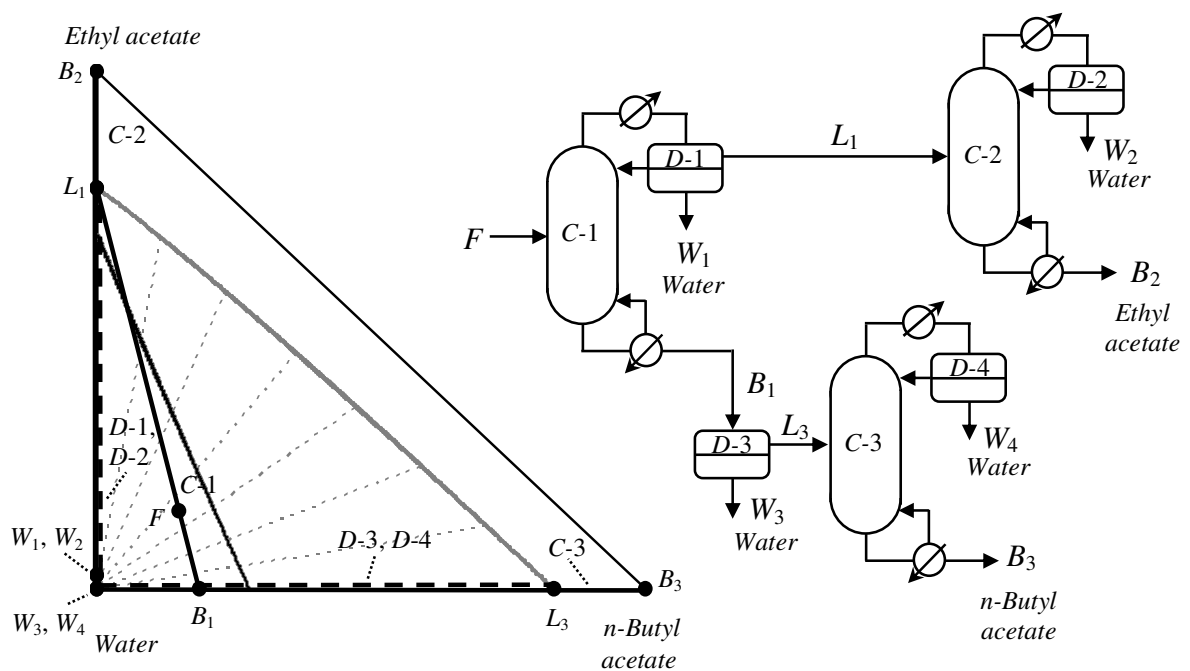 Ethyl acetate
B2
C-2
L1
D-1,
D-2
C-1
F
W1, W2
D-3, D-4
C-3
B3
W3, W4
Water
B1
L3
n-Butyl
acetate
F
C-1
D-1
W1
Water
L1
C-2
D-2
W2
Water
B2
Ethyl
acetate
B1
D-3
W3
Water
L3
C-3
D-4
W4
Water
B3
n-Butyl
acetate